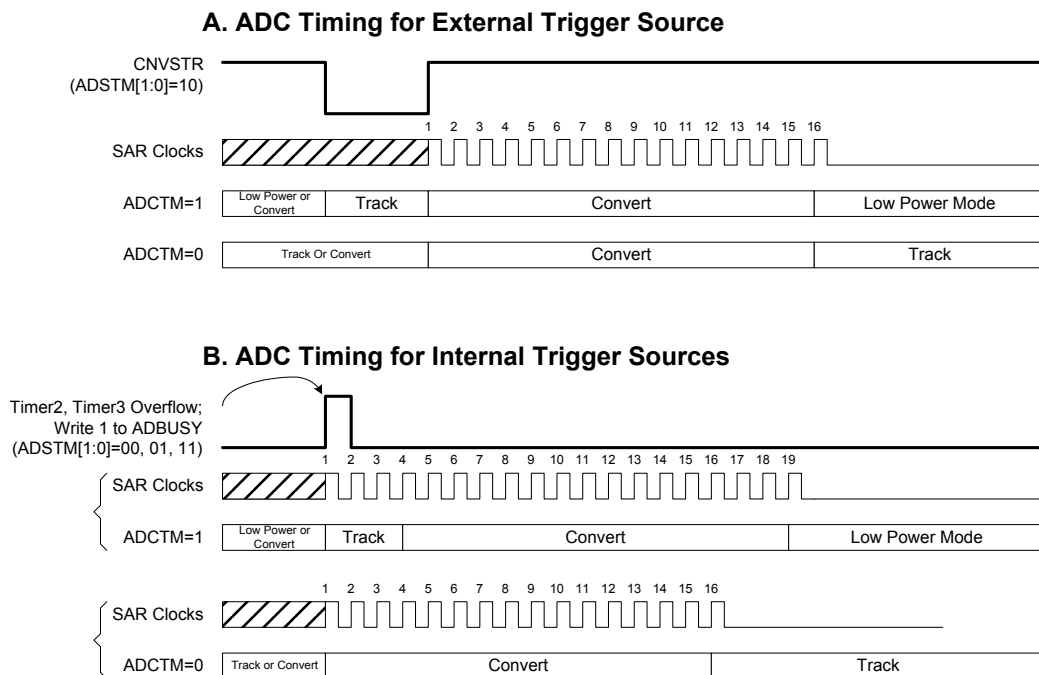 A. ADC Timing for External Trigger Source
CNVSTR
(ADSTM[1:0]=10)
1 2 3 4 5 6 7 8 9 10 11 12 13 14 15 16
SAR Clocks
ADCTM=1
Low Power or
Convert
Track
Convert
Low Power Mode
ADCTM=0
Track Or Convert
Convert
Track
B. ADC Timing for Internal Trigger Sources
Timer2, Timer3 Overflow;
Write 1 to ADBUSY
(ADSTM[1:0]=00, 01, 11)
1 2 3 4 5 6 7 8 9 10 11 12 13 14 15 16 17 18 19
SAR Clocks
ADCTM=1
Low Power or
Convert
Track
Convert
Low Power Mode
1 2 3 4 5 6 7 8 9 10 11 12 13 14 15 16
SAR Clocks
ADCTM=0
Track or Convert
Convert
Track